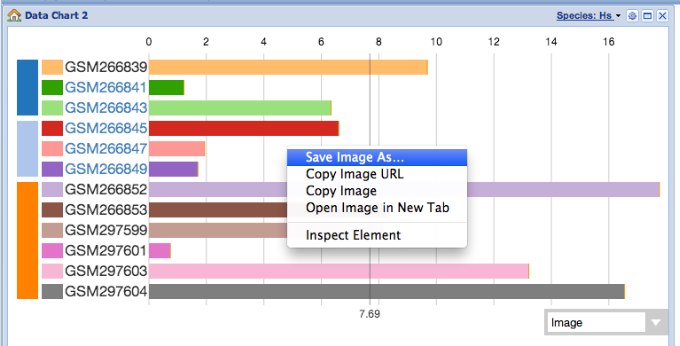 Data Chart 2
Species: Hs
0 2 4 6 8 10 12 14 16
GSM266839
GSM266841
GSM266843
GSM266845
GSM266847
GSM266849
GSM266852
GSM266853
GSM297599
GSM297601
GSM297603
GSM297604
Save Image As...
Copy Image URL
Copy Image
Open Image in New Tab
Inspect Element
7.69
Image